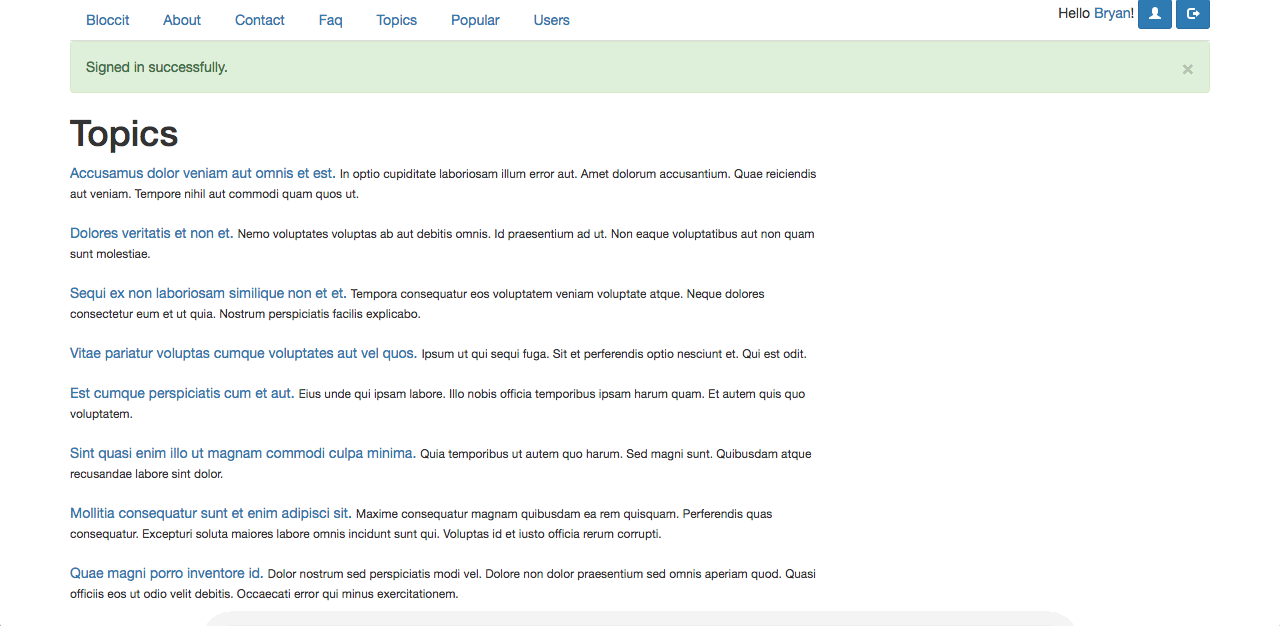 Bloccit About Contact Faq Topics Popular Users Hello Bryan!
Signed in successfully. ×
Topics
Accusamus dolor veniam aut omnis et est. In optio cupiditate laboriosam illum error aut. Amet dolorum accusantium. Quae reiciendis
aut veniam. Tempore nihil aut commodi quam quos ut.
Dolores veritatis et non et. Nemo voluptates voluptas ab aut debitis omnis. Id praesentium ad ut. Non eaque voluptatibus aut non quam
sunt molestiae.
Sequi ex non laboriosam similique non et et. Tempora consequatur eos voluptatem veniam voluptate atque. Neque dolores
consectetur eum et ut quia. Nostrum perspiciatis facilis explicabo.
Vitae pariatur voluptas cumque voluptates aut vel quos. Ipsum ut qui sequi fuga. Sit et perferendis optio nesciunt et. Qui est odit.
Est cumque perspiciatis cum et aut. Eius unde qui ipsam labore. Illo nobis officia temporibus ipsam harum quam. Et autem quis quo
voluptatem.
Sint quasi enim illo ut magnam commodi culpa minima. Quia temporibus ut autem quo harum. Sed magni sunt. Quibusdam atque
recusandae labore sint dolor.
Mollitia consequatur sunt et enim adipisci sit. Maxime consequatur magnam quibusdam ea rem quisquam. Perferendis quas
consequatur. Excepturi soluta maiores labore omnis incidunt sunt qui. Voluptas id et iusto officia rerum corrupti.
Quae magni porro inventore id. Dolor nostrum sed perspiciatis modi vel. Dolore non dolor praesentium sed omnis aperiam quod. Quasi
officiis eos ut odio velit debitis. Occaecati error qui minus exercitationem.